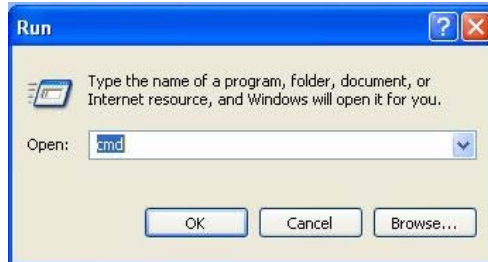 Run
Type the name of a program, folder, document, or
Internet resource, and Windows will open it for you.
Open: cmd
OK Cancel Browse...